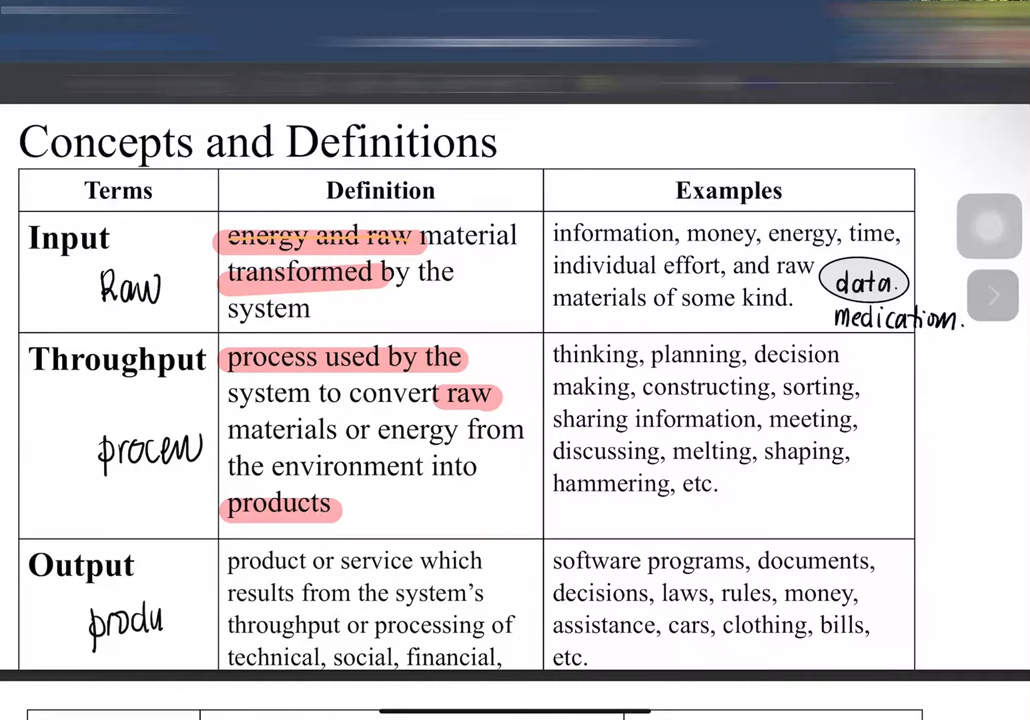 Concepts and Definitions
Terms
Definition
Examples
Input
Raw
energy and raw material
transformed by the
system
information, money, energy, time,
individual effort, and raw
materials of some kind.
data.
medication.
Throughput
process
process used by the
system to convert raw
materials or energy from
the environment into
products
thinking, planning, decision
making, constructing, sorting,
sharing information, meeting,
discussing, melting, shaping,
hammering, etc.
Output
produ
product or service which
results from the system's
throughput or processing of
technical, social, financial,
software programs, documents,
decisions, laws, rules, money,
assistance, cars, clothing, bills,
etc.